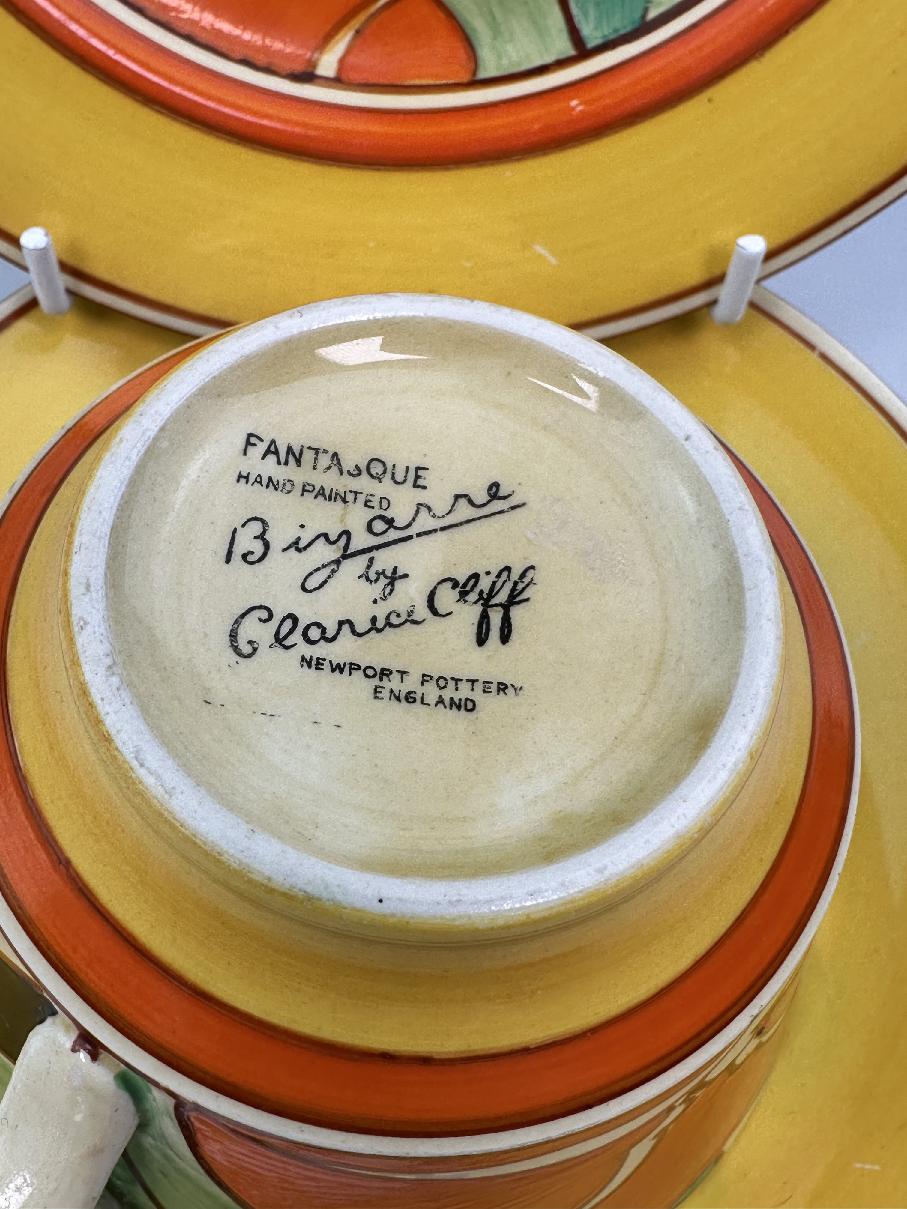 FANTASQUE
HAND PAINTED
Bizarre
by
Clarice Cliff
NEWPORT POTTERY
ENGLAND